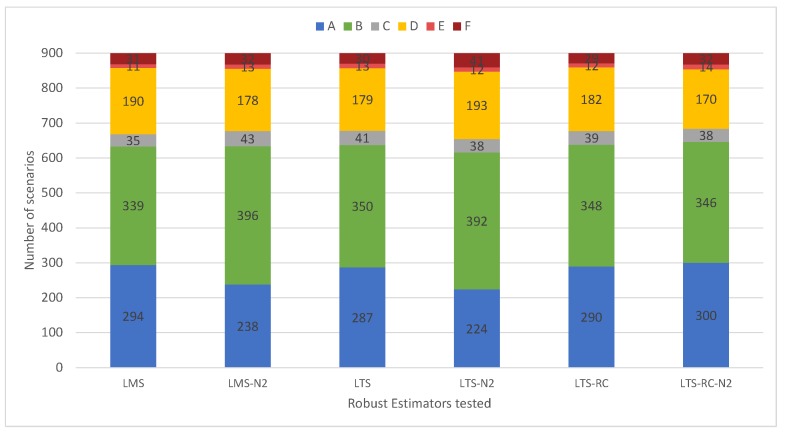 A B C D E F
900
800
700
600
500
400
300
200
100
0
Number of scenarios
11 13 13 41 12 14
190 178 179 12 182 170
35 43 41 193 39 38
339 396 350 38 348 346
294 238 287 392 290 300
224
LMS LMS-N2 LTS LTS-N2 LTS-RC LTS-RC-N2
Robust Estimators tested